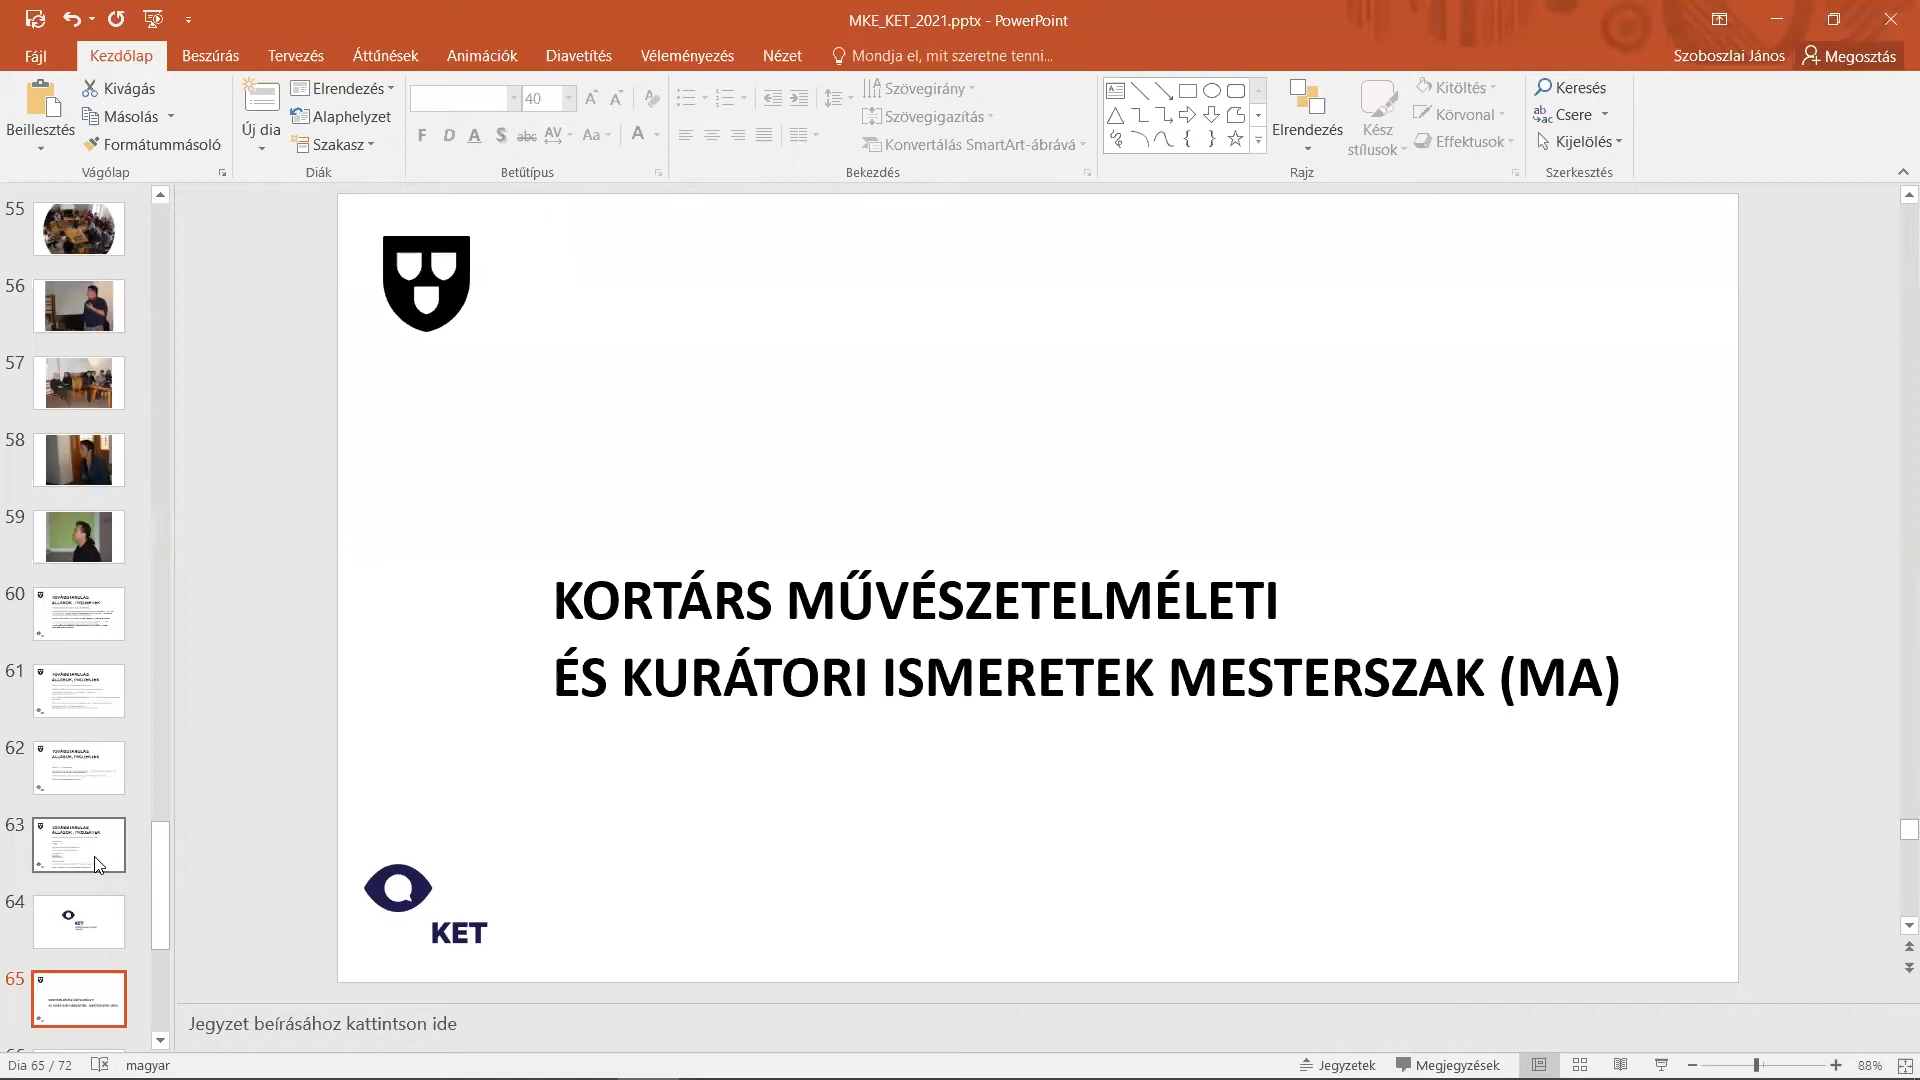 MKE_KET_2021.pptx - PowerPoint
Fájl Kezdőlap Beszúrás Tervezés Áttűnések Animációk Diavetítés Véleményezés Nézet Mondja el, mit szeretne tenni... Szoboszlai János Megosztás
Beillesztés
Kivágás
Másolás
Formátummásoló
Vágólap
Új dia
Elrendezés
Alaphelyzet
Szakasz
Diák
40
F D A S abc AV Aa A
Betűtípus
Szövegirány
Szövegigazítás
Konvertálás SmartArt-ábrává
Bekezdés
Elrendezés
Kész
stílusok
Kitöltés
Körvonal
Effektusok
Rajz
Keresés
Csere
Kijelölés
Szerkesztés
55
56
57
58
59
60
61
62
63
64
65
KORTÁRS MŰVÉSZETELMÉLETI
ÉS KURÁTORI ISMERETEK MESTERSZAK (MA)
KET
Jegyzet beírásához kattintson ide
Dia 65 / 72 magyar Jegyzetek Megjegyzések 88%